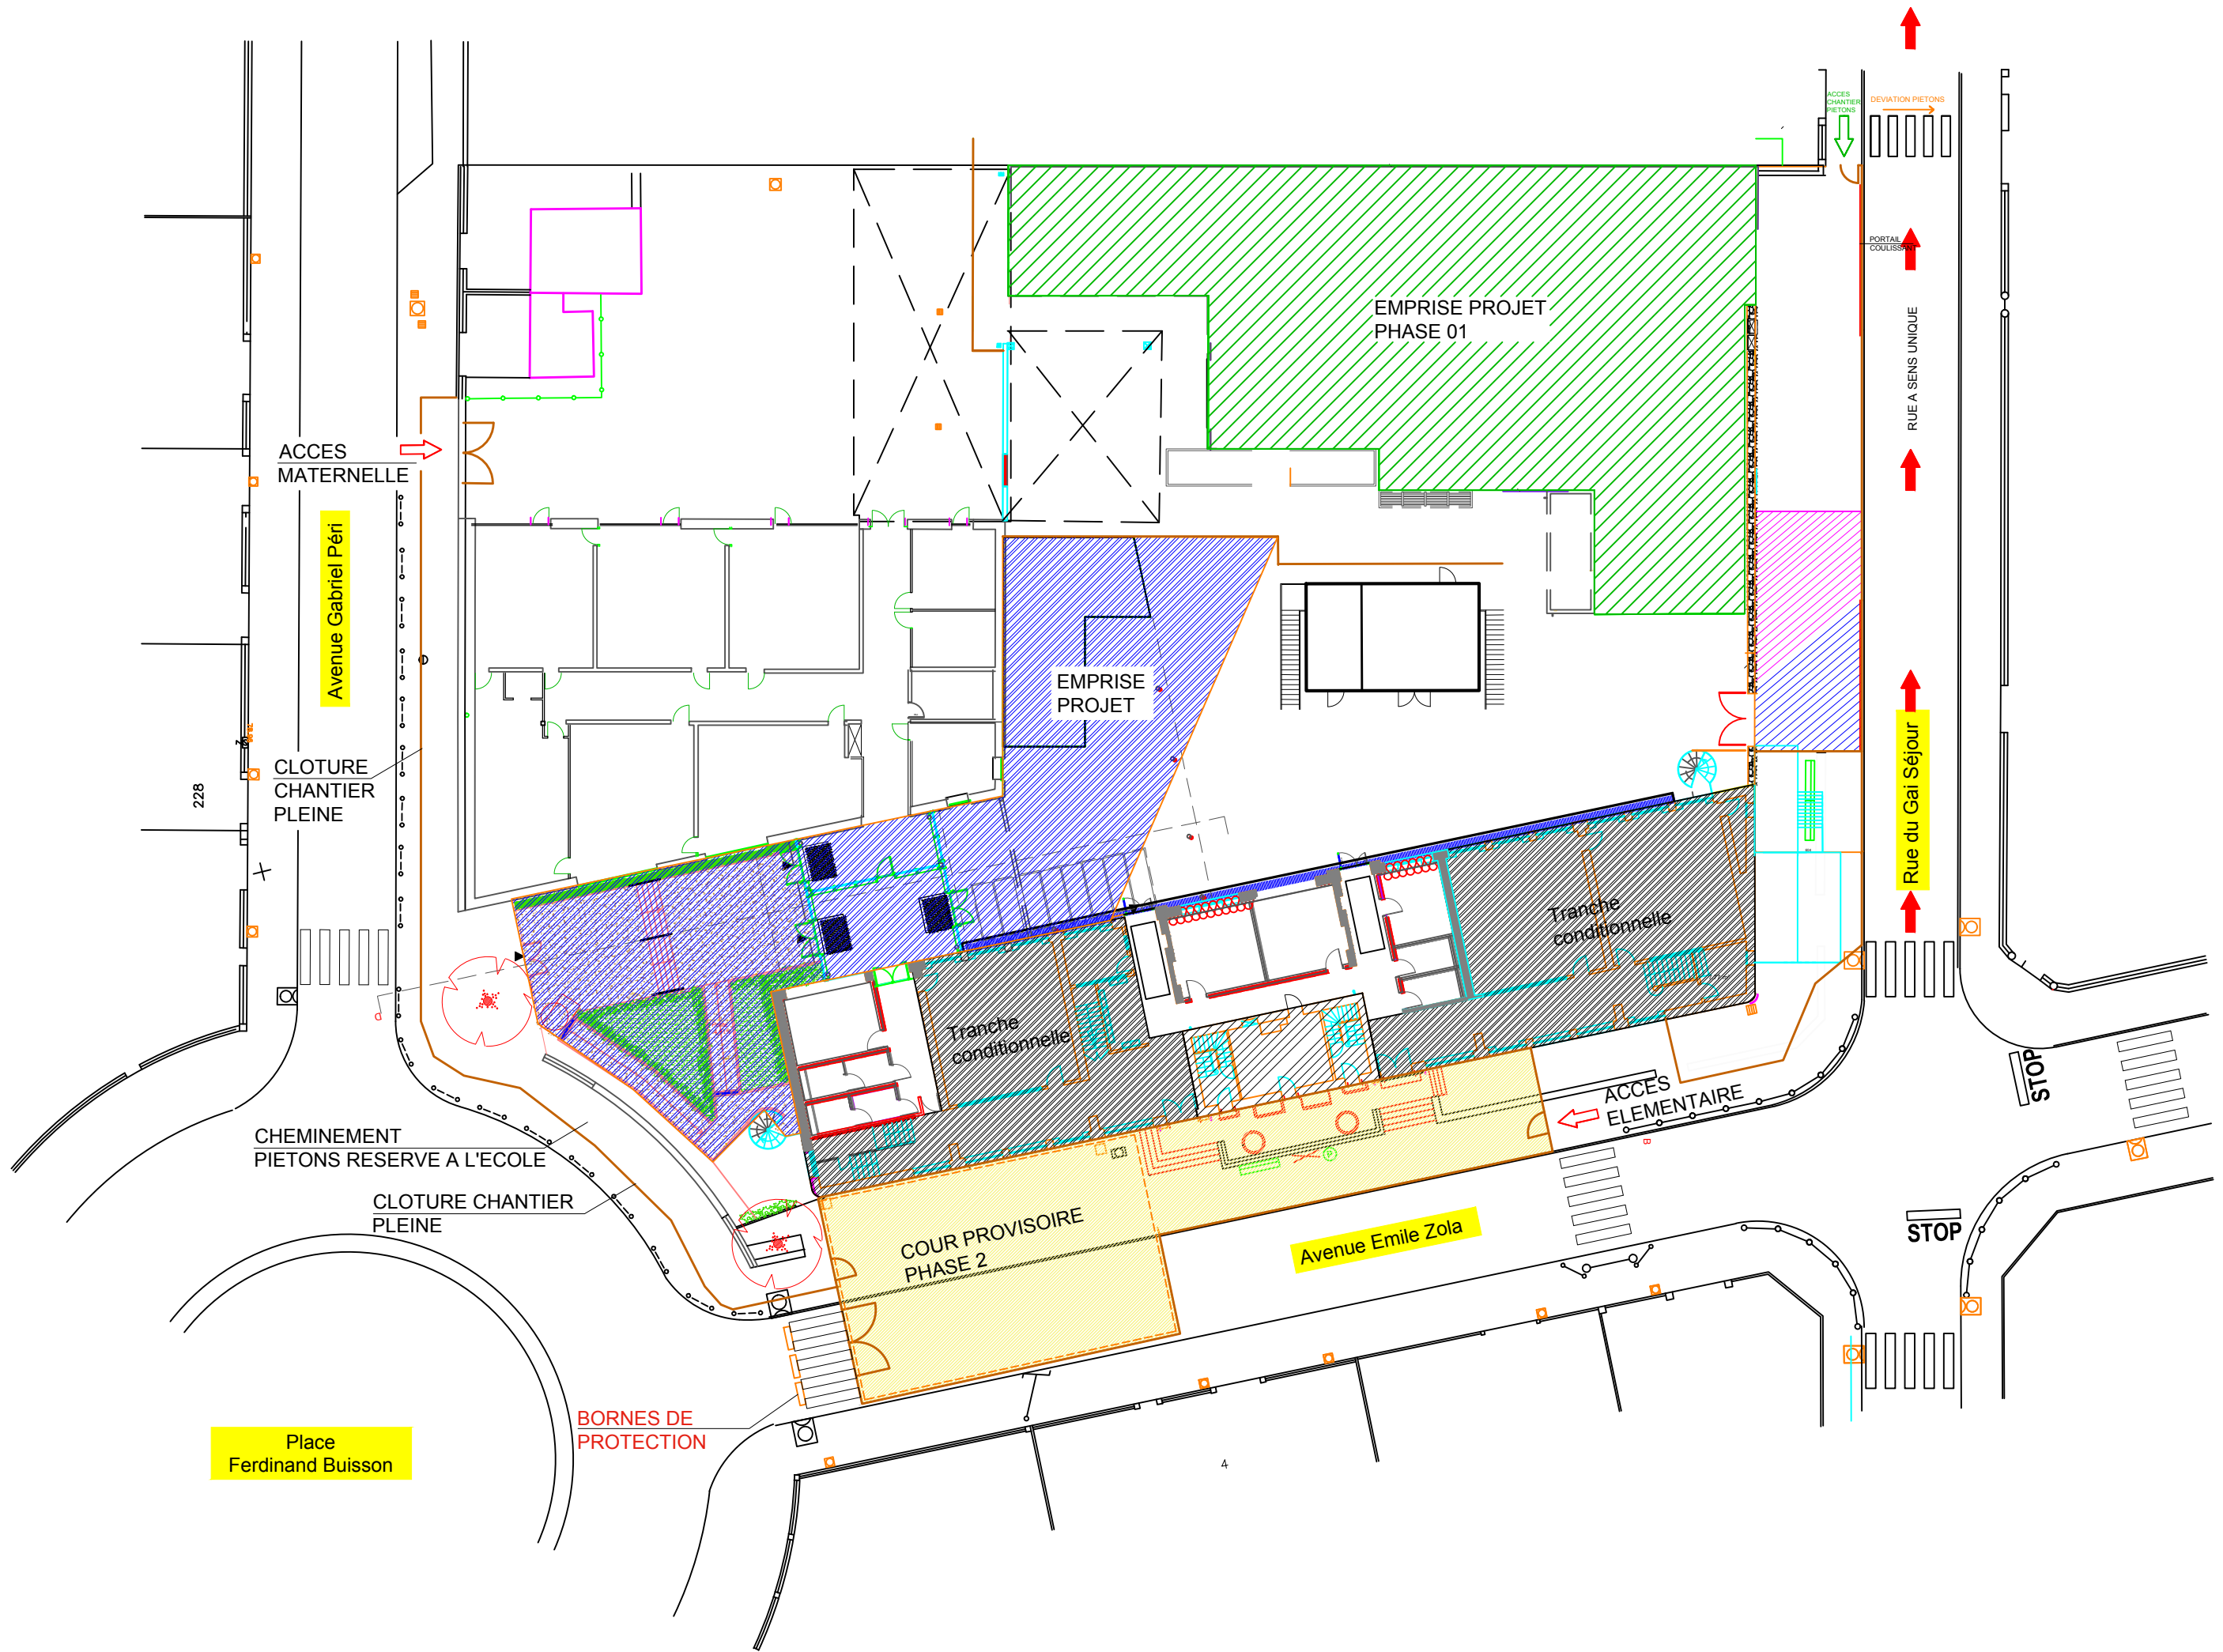 ACCES
CHANTIER
PIETONS
DEVIATION PIETONS
PORTAIL
COULISSANT
EMPRISE PROJET
PHASE 01
RUE A SENS UNIQUE
ACCES
MATERNELLE
Avenue Gabriel Péri
EMPRISE
PROJET
CLOTURE
CHANTIER
PLEINE
228
Rue du Gai Séjour
Tranche
conditionnelle
Tranche
conditionnelle
STOP
ACCES
ELEMENTAIRE
CHEMINEMENT
PIETONS RESERVE A L'ECOLE
CLOTURE CHANTIER
PLEINE
COUR PROVISOIRE
PHASE 2
Avenue Emile Zola
STOP
B
P
D
BORNES DE
PROTECTION
Place
Ferdinand Buisson
4